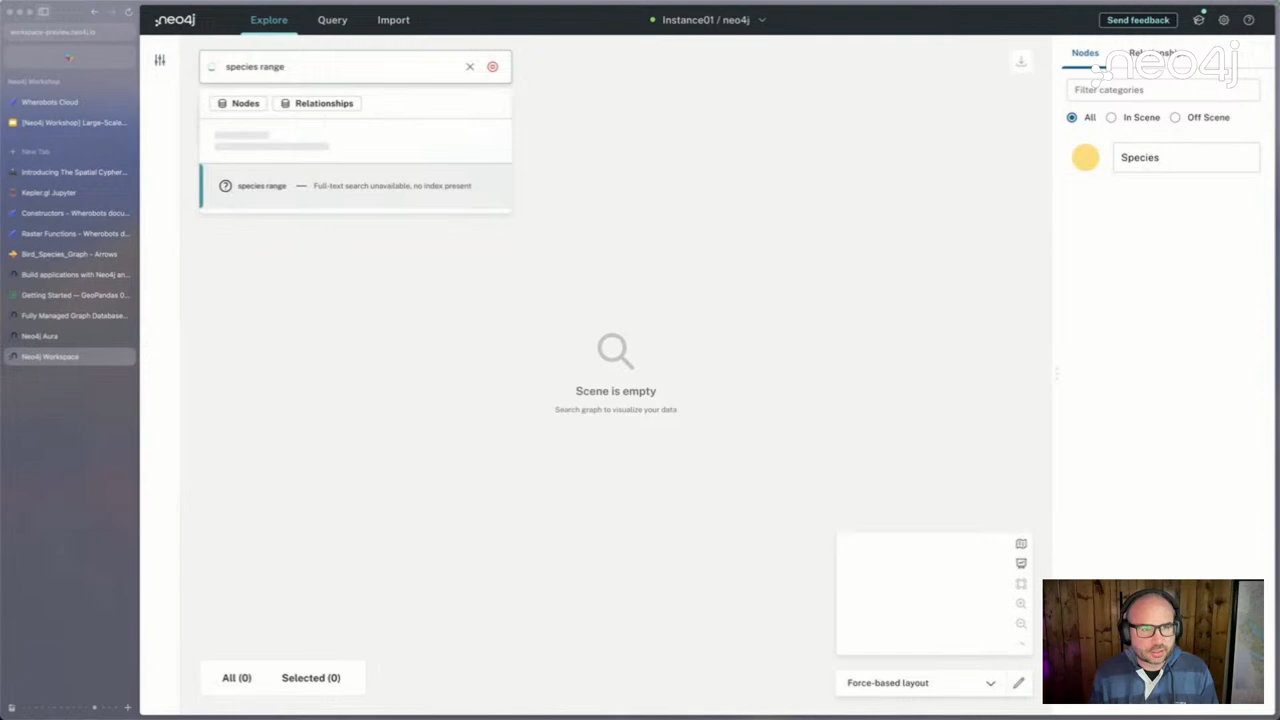 workspace-preview.neo4j.io
Neo4j Workshop
Wherobots Cloud
[Neo4j Workshop] Large-Scale...
New Tab
Introducing The Spatial Cypher...
Kepler.gl Jupyter
Constructors - Wherobots docu...
Raster Functions - Wherobots d...
Bird_Species_Graph - Arrows
Build applications with Neo4j an...
Getting Started — GeoPandas 0...
Fully Managed Graph Database...
Neo4j Aura
Neo4j Workspace
neo4j
Explore
Query
Import
Instance01 / neo4j
Send feedback
species range
Nodes
Relationships
species range — Full-text search unavailable, no index present
Scene is empty
Search graph to visualize your data
All (0)
Selected (0)
Force-based layout
Nodes
Relationships
neo4j
Filter categories
All
In Scene
Off Scene
Species